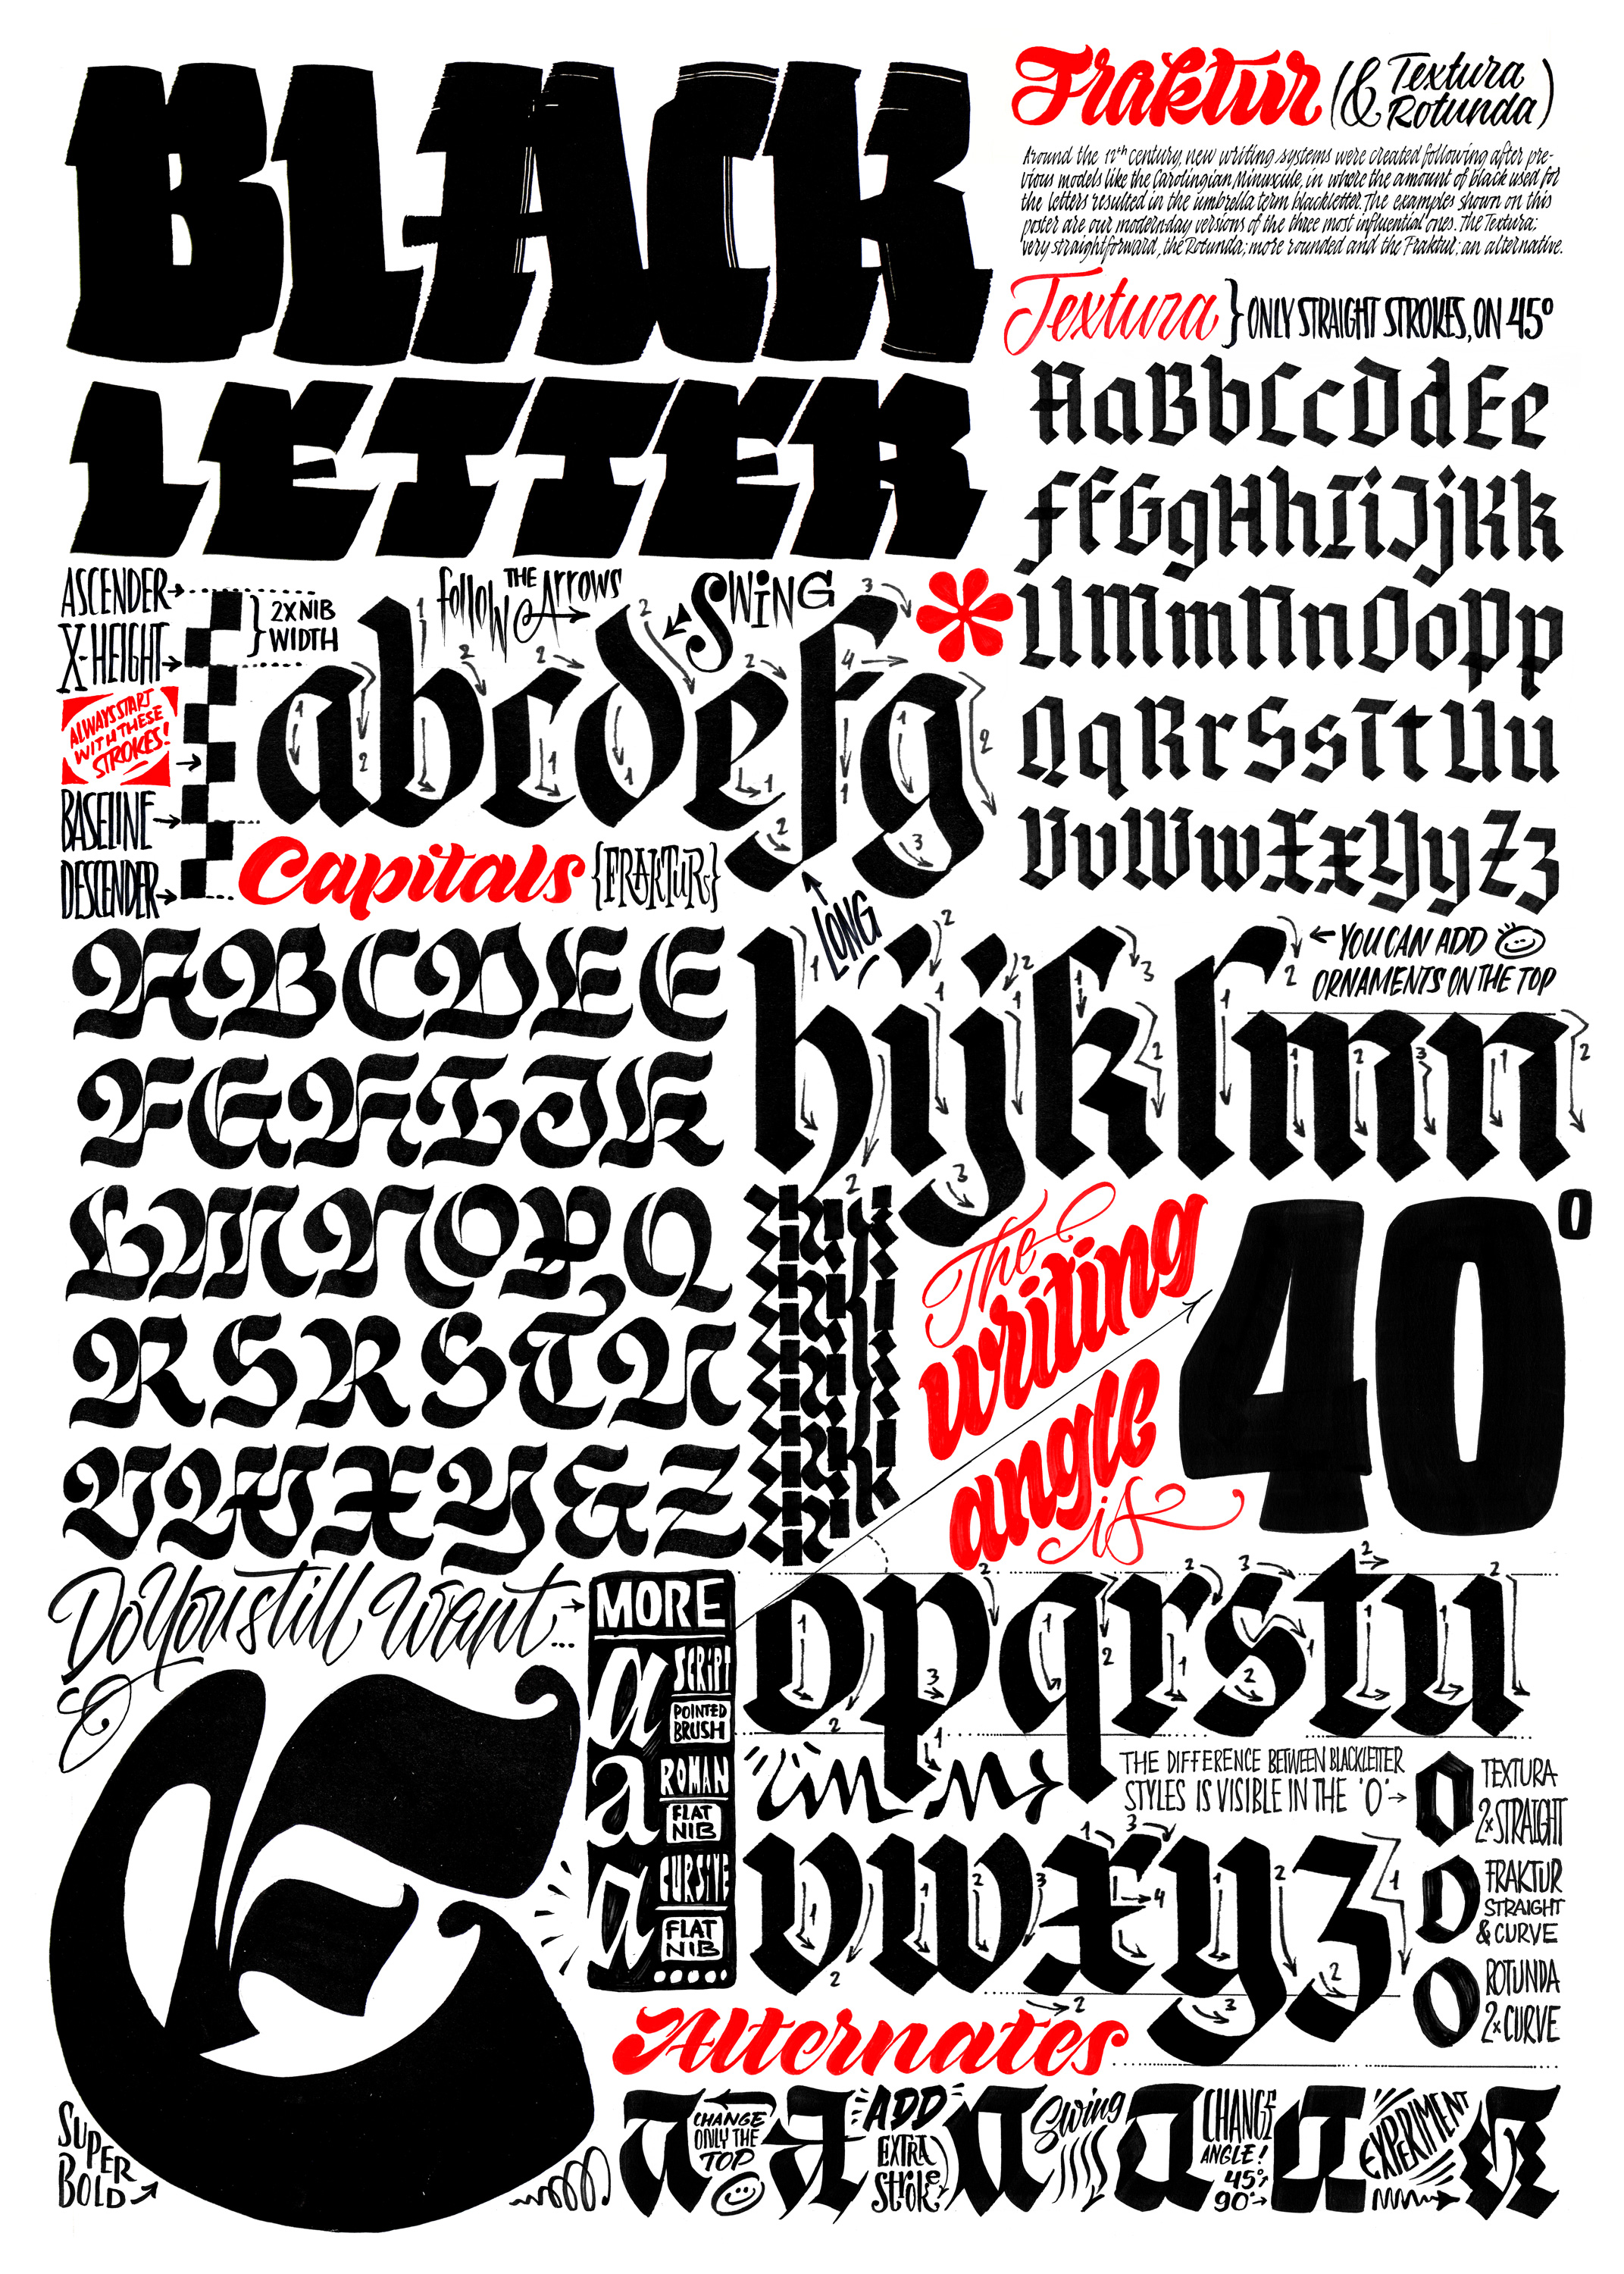 BLACK
LETTER
Fraktur (& Textura
Rotunda)
Around the 12th century, new writing systems were created following after pre-
vious models like the Carolingian Minuxule, in where the amount of black used for
the letters resulted in the umbrella term blackletter. The examples shown on this
poster are our modernday versions of the three most influential ones. The Textura;
very straightforward, the Rotunda; more rounded and the Fraktur; an alternative.
Textura } ONLY STRAIGHT STROKES, ON 45°
AaBbCcDdEe
FfGgHhIiJjKk
LlMmNnOoPp
QqRrSsTtUu
VvWwXxYyZz
ASCENDER
X-HEIGHT
ALWAYS START
WITH THESE
STROKES!
BASELINE
DESCENDER
} 2X NIB
WIDTH
follow THE Arrows
SWING
abcdefg
*
LONG
Capitals {FRAKTUR}
ABCDEE
FGHIJK
LMNOP,Q
RSRSTU
VWXY&Z
← YOU CAN ADD
ORNAMENTS ON THE TOP
hijklmn
The
writing
angle
is
40°
opqrstu
THE DIFFERENCE BETWEEN BLACKLETTER
STYLES IS VISIBLE IN THE 'O'→
O TEXTURA
2x STRAIGHT
O FRAKTUR
STRAIGHT
& CURVE
O ROTUNDA
2x CURVE
vwxyz
Do You still Want →
...
MORE
a SCRIPT
POINTED
BRUSH
a ROMAN
FLAT
NIB
a CURSIVE
FLAT
NIB
SUPER
BOLD
Alternates
a CHANGE
ONLY THE
TOP
a ADD
EXTRA
Stroke
a Swing
a CHANGE
ANGLE!
45°
90°→
a EXPERIMENT
a